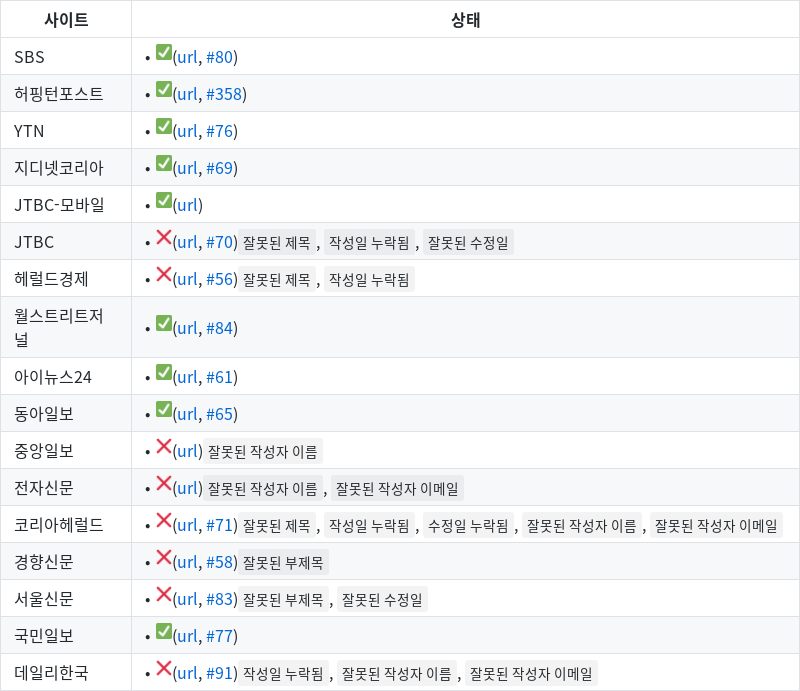 사이트 상태
SBS • ✅(url, #80)
허핑턴포스트 • ✅(url, #358)
YTN • ✅(url, #76)
지디넷코리아 • ✅(url, #69)
JTBC-모바일 • ✅(url)
JTBC • ❌(url, #70) 잘못된 제목 , 작성일 누락됨 , 잘못된 수정일
헤럴드경제 • ❌(url, #56) 잘못된 제목 , 작성일 누락됨
월스트리트저
널 • ✅(url, #84)
아이뉴스24 • ✅(url, #61)
동아일보 • ✅(url, #65)
중앙일보 • ❌(url) 잘못된 작성자 이름
전자신문 • ❌(url) 잘못된 작성자 이름 , 잘못된 작성자 이메일
코리아헤럴드 • ❌(url, #71) 잘못된 제목 , 작성일 누락됨 , 수정일 누락됨 , 잘못된 작성자 이름 , 잘못된 작성자 이메일
경향신문 • ❌(url, #58) 잘못된 부제목
서울신문 • ❌(url, #83) 잘못된 부제목 , 잘못된 수정일
국민일보 • ✅(url, #77)
데일리한국 • ❌(url, #91) 작성일 누락됨 , 잘못된 작성자 이름 , 잘못된 작성자 이메일